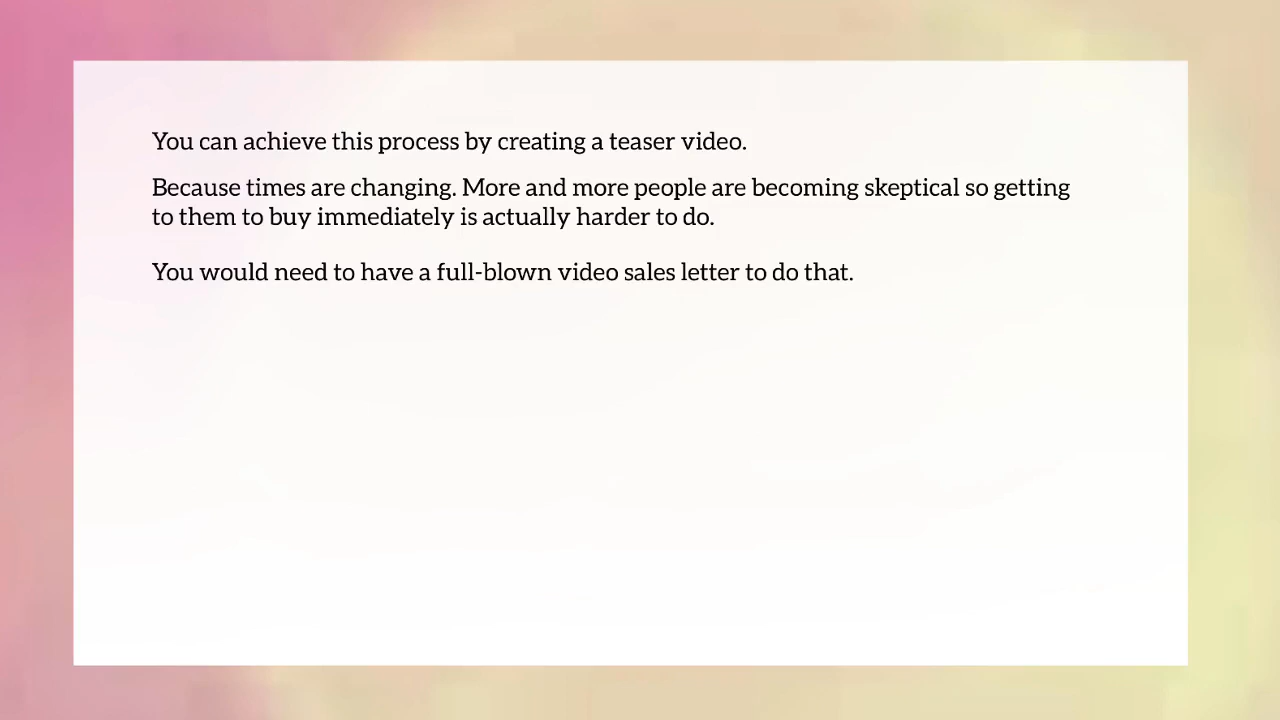 You can achieve this process by creating a teaser video.
Because times are changing. More and more people are becoming skeptical so getting
to them to buy immediately is actually harder to do.
You would need to have a full-blown video sales letter to do that.